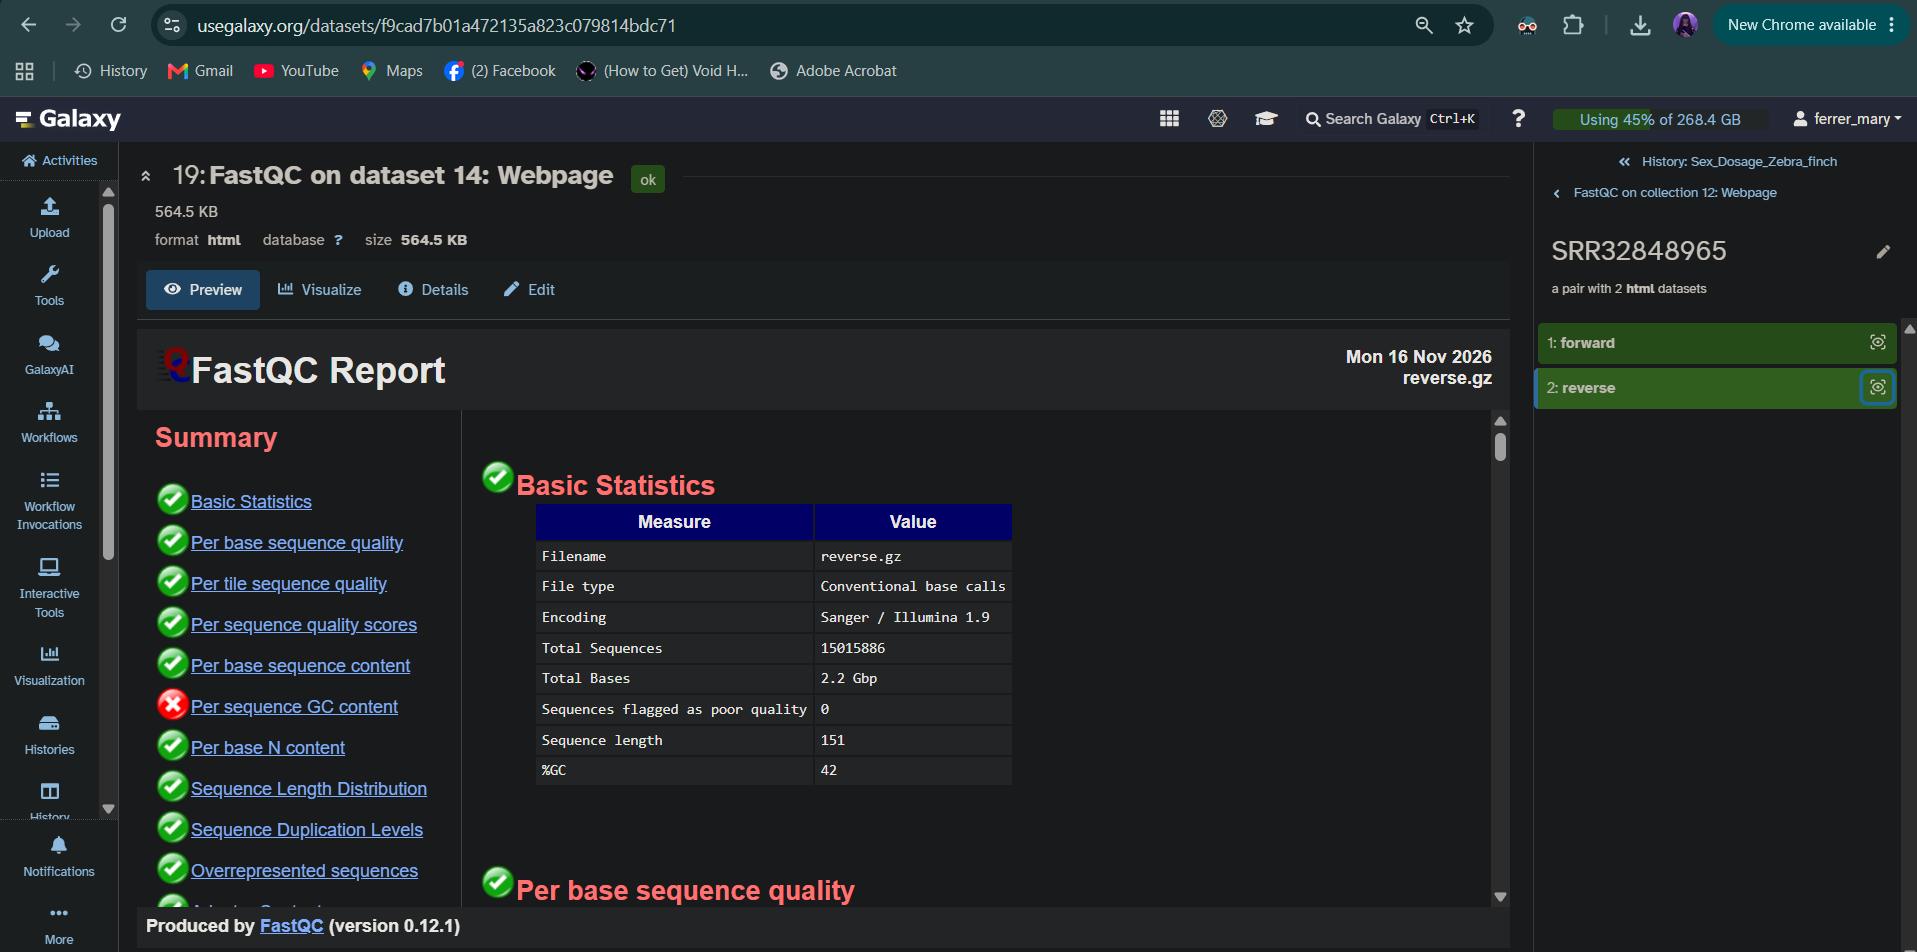 usegalaxy.org/datasets/f9cad7b01a472135a823c079814bdc71
New Chrome available
History
Gmail
YouTube
Maps
(2) Facebook
(How to Get) Void H...
Adobe Acrobat
Galaxy
Search Galaxy Ctrl+K
?
Using 45% of 268.4 GB
ferrer_mary
Activities
Upload
Tools
GalaxyAI
Workflows
Workflow
Invocations
Interactive
Tools
Visualization
Histories
History
Notifications
More
19: FastQC on dataset 14: Webpage ok
564.5 KB
format html database ? size 564.5 KB
Preview
Visualize
Details
Edit
FastQC Report
Mon 16 Nov 2026
reverse.gz
Summary
Basic Statistics
Per base sequence quality
Per tile sequence quality
Per sequence quality scores
Per base sequence content
Per sequence GC content
Per base N content
Sequence Length Distribution
Sequence Duplication Levels
Overrepresented sequences
Basic Statistics
Measure Value
Filename reverse.gz
File type Conventional base calls
Encoding Sanger / Illumina 1.9
Total Sequences 15015886
Total Bases 2.2 Gbp
Sequences flagged as poor quality 0
Sequence length 151
%GC 42
Per base sequence quality
Produced by FastQC (version 0.12.1)
History: Sex_Dosage_Zebra_finch
FastQC on collection 12: Webpage
SRR32848965
a pair with 2 html datasets
1: forward
2: reverse